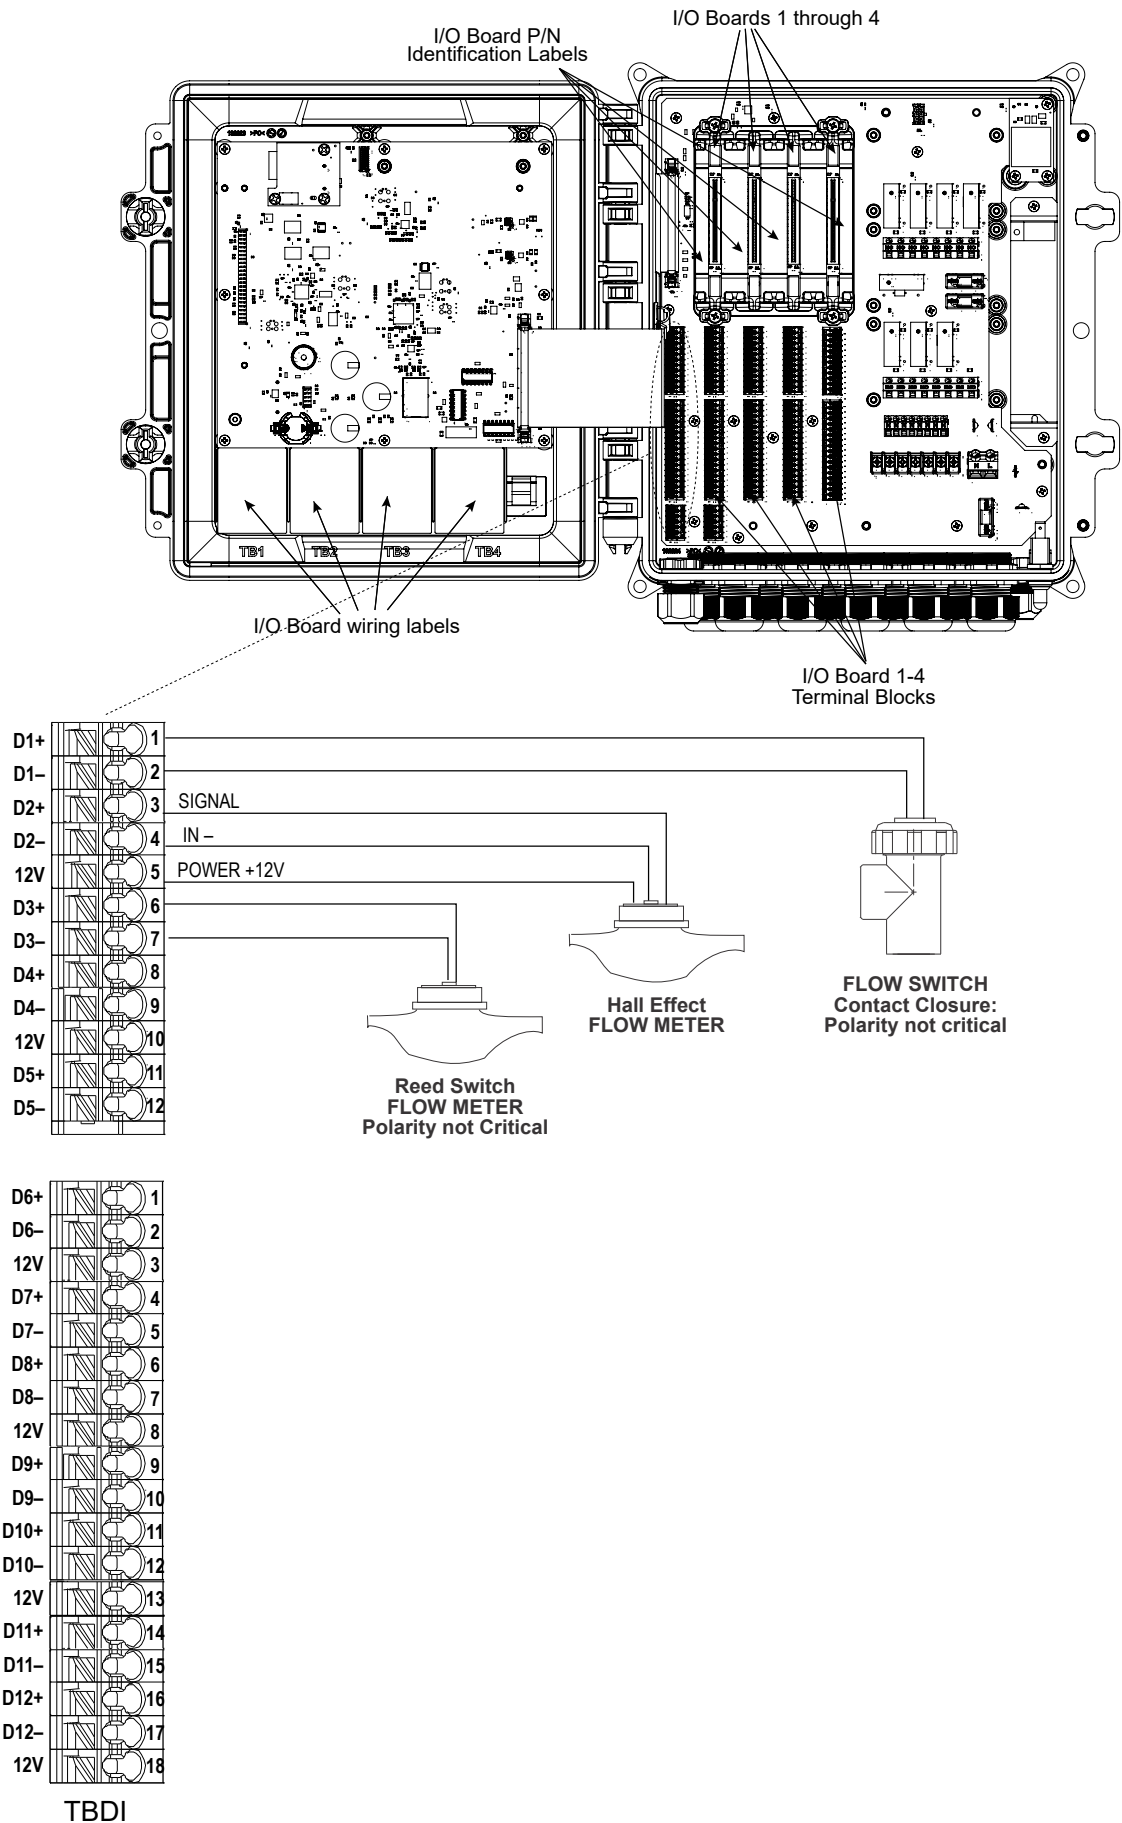 I/O Boards 1 through 4
I/O Board P/N
Identification Labels
TB1
TB2
TB3
TB4
N L
I/O Board wiring labels
I/O Board 1-4
Terminal Blocks
D1+ 1
D1– 2
D2+ 3 SIGNAL
D2– 4 IN –
12V 5 POWER +12V
D3+ 6
D3– 7
D4+ 8
D4– 9
12V 10
D5+ 11
D5– 12
FLOW SWITCH
Contact Closure:
Polarity not critical
Hall Effect
FLOW METER
Reed Switch
FLOW METER
Polarity not Critical
D6+ 1
D6– 2
12V 3
D7+ 4
D7– 5
D8+ 6
D8– 7
12V 8
D9+ 9
D9– 10
D10+ 11
D10– 12
12V 13
D11+ 14
D11– 15
D12+ 16
D12– 17
12V 18
TBDI